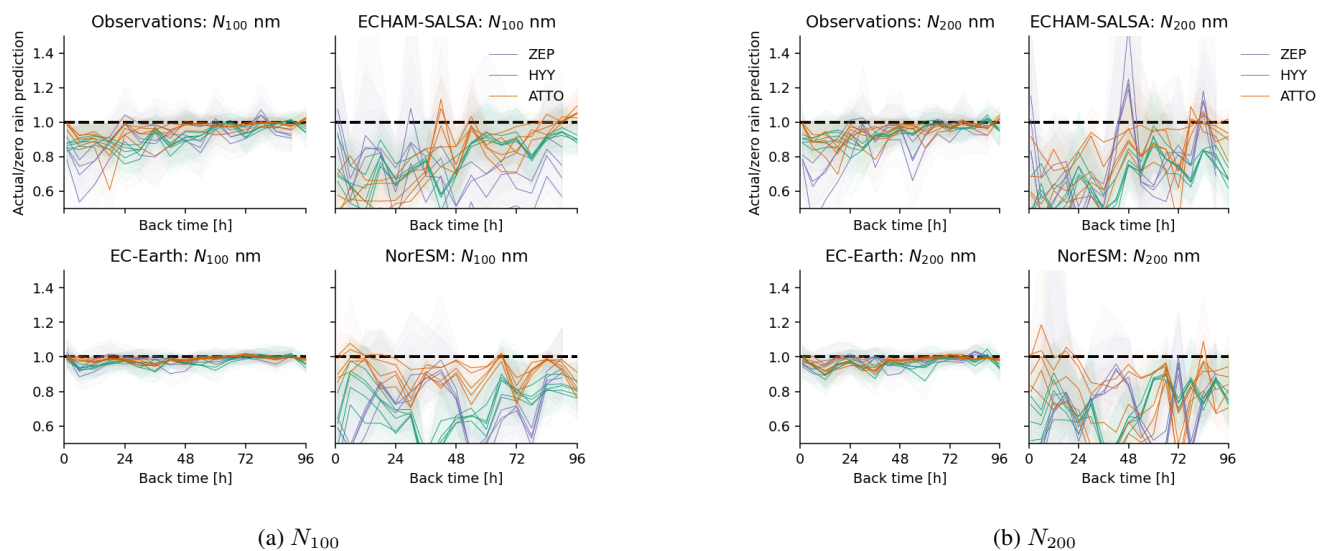 Observations: N₁₀₀ nm
ECHAM-SALSA: N₁₀₀ nm
Actual/zero rain prediction
1.4
1.2
1.0
0.8
0.6
ZEP
HYY
ATTO
Back time [h]
Back time [h]
EC-Earth: N₁₀₀ nm
NorESM: N₁₀₀ nm
1.4
1.2
1.0
0.8
0.6
0 24 48 72 96
0 24 48 72 96
Back time [h]
Back time [h]
(a) N₁₀₀
Observations: N₂₀₀ nm
ECHAM-SALSA: N₂₀₀ nm
Actual/zero rain prediction
1.4
1.2
1.0
0.8
0.6
ZEP
HYY
ATTO
Back time [h]
Back time [h]
EC-Earth: N₂₀₀ nm
NorESM: N₂₀₀ nm
1.4
1.2
1.0
0.8
0.6
0 24 48 72 96
0 24 48 72 96
Back time [h]
Back time [h]
(b) N₂₀₀